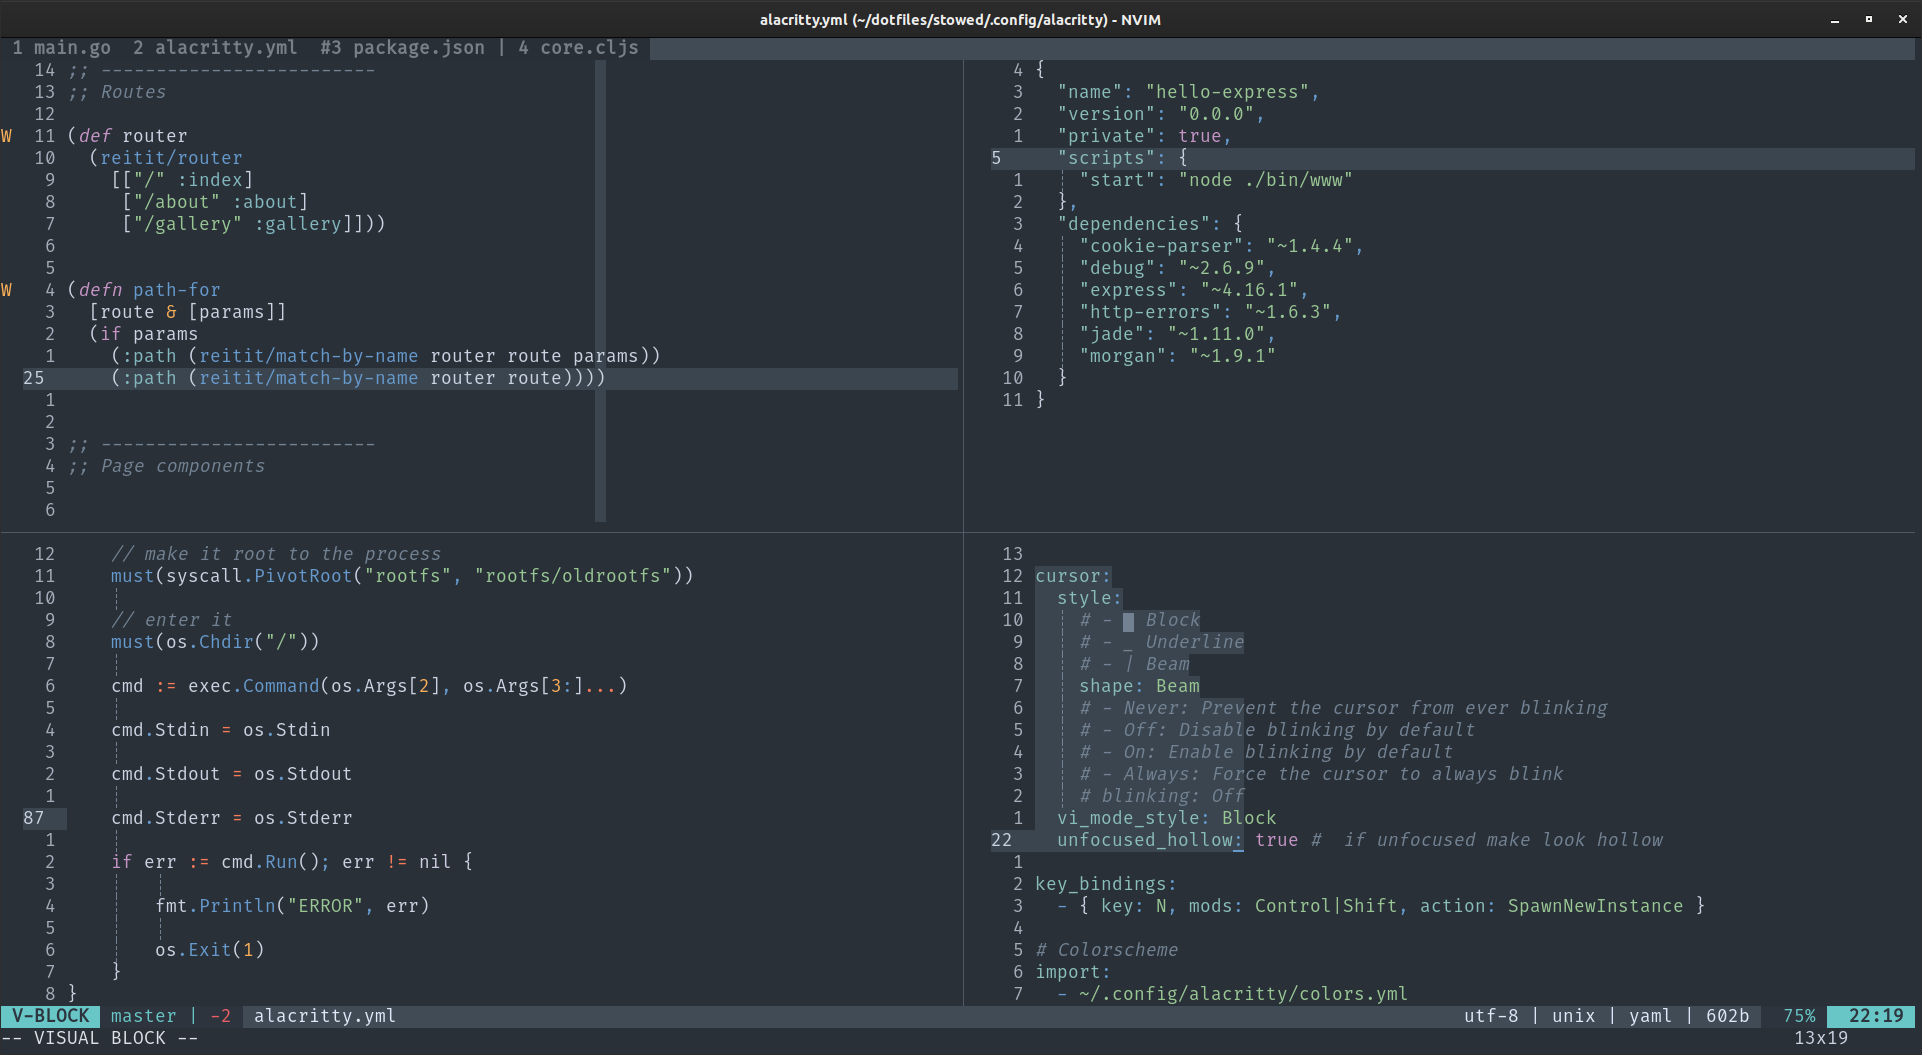 alacritty.yml (~/dotfiles/stowed/.config/alacritty) - NVIM
1 main.go  2 alacritty.yml  #3 package.json | 4 core.cljs
14 ;; -------------------------
13 ;; Routes
12
W 11 (def router
10   (reitit/router
9     [["/" :index]
8      ["/about" :about]
7      ["/gallery" :gallery]]))
6
5
W 4 (defn path-for
3   [route & [params]]
2   (if params
1     (:path (reitit/match-by-name router route params))
25     (:path (reitit/match-by-name router route))))
1
2
3 ;; -------------------------
4 ;; Page components
5
6
4 {
3   "name": "hello-express",
2   "version": "0.0.0",
1   "private": true,
5   "scripts": {
1     "start": "node ./bin/www"
2   },
3   "dependencies": {
4     "cookie-parser": "~1.4.4",
5     "debug": "~2.6.9",
6     "express": "~4.16.1",
7     "http-errors": "~1.6.3",
8     "jade": "~1.11.0",
9     "morgan": "~1.9.1"
10   }
11 }
12     // make it root to the process
11     must(syscall.PivotRoot("rootfs", "rootfs/oldrootfs"))
10
9     // enter it
8     must(os.Chdir("/"))
7
6     cmd := exec.Command(os.Args[2], os.Args[3:]...)
5
4     cmd.Stdin = os.Stdin
3
2     cmd.Stdout = os.Stdout
1
87     cmd.Stderr = os.Stderr
1
2     if err := cmd.Run(); err != nil {
3
4         fmt.Println("ERROR", err)
5
6         os.Exit(1)
7     }
8 }
13
12 cursor:
11   style:
10     # - █ Block
9     # - _ Underline
8     # - | Beam
7     shape: Beam
6     # - Never: Prevent the cursor from ever blinking
5     # - Off: Disable blinking by default
4     # - On: Enable blinking by default
3     # - Always: Force the cursor to always blink
2     # blinking: Off
1   vi_mode_style: Block
22   unfocused_hollow: true #  if unfocused make look hollow
1
2 key_bindings:
3   - { key: N, mods: Control|Shift, action: SpawnNewInstance }
4
5 # Colorscheme
6 import:
7   - ~/.config/alacritty/colors.yml
V-BLOCK master | -2 alacritty.yml utf-8 | unix | yaml | 602b 75% 22:19
-- VISUAL BLOCK -- 13x19